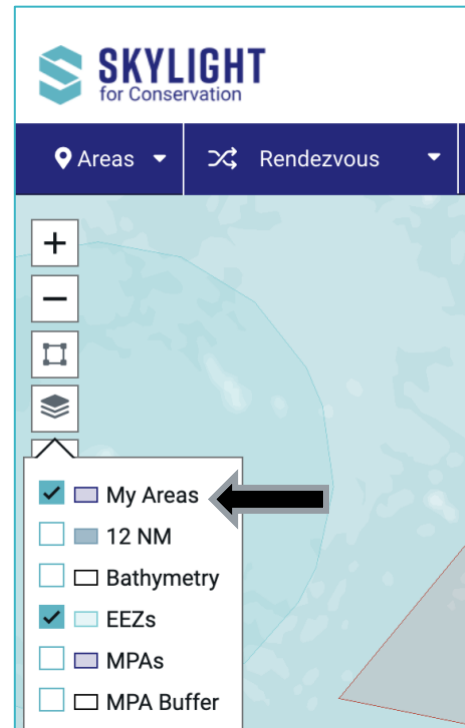 SKYLIGHT
for Conservation
Areas
Rendezvous
My Areas
12 NM
Bathymetry
EEZs
MPAs
MPA Buffer